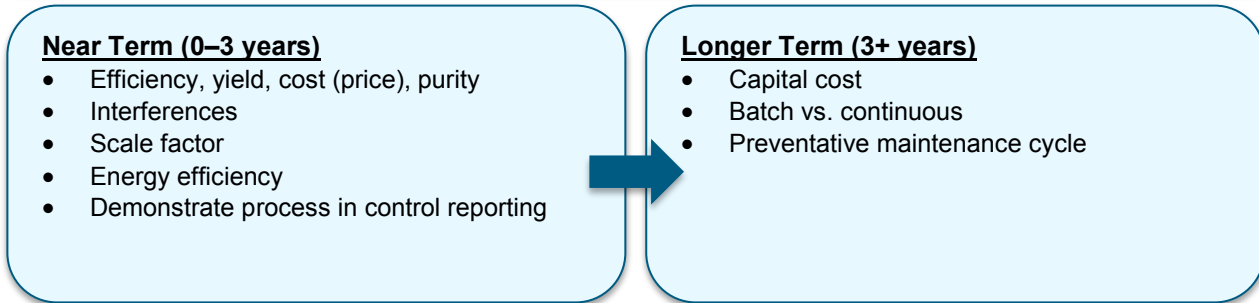 Near Term (0–3 years)
• Efficiency, yield, cost (price), purity
• Interferences
• Scale factor
• Energy efficiency
• Demonstrate process in control reporting
Longer Term (3+ years)
• Capital cost
• Batch vs. continuous
• Preventative maintenance cycle